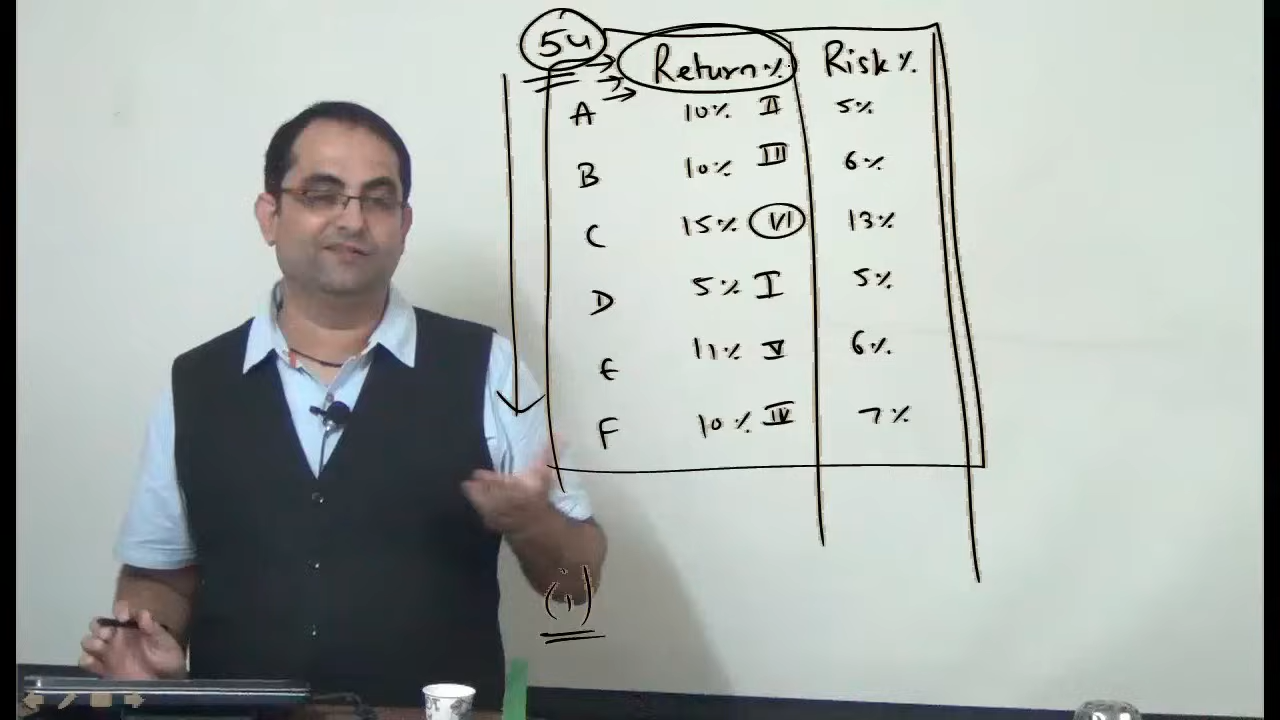 54
Return% Risk%
A 10% II 5%
B 10% III 6%
C 15% VI 13%
D 5% I 5%
E 11% V 6%
F 10% IV 7%
(i)